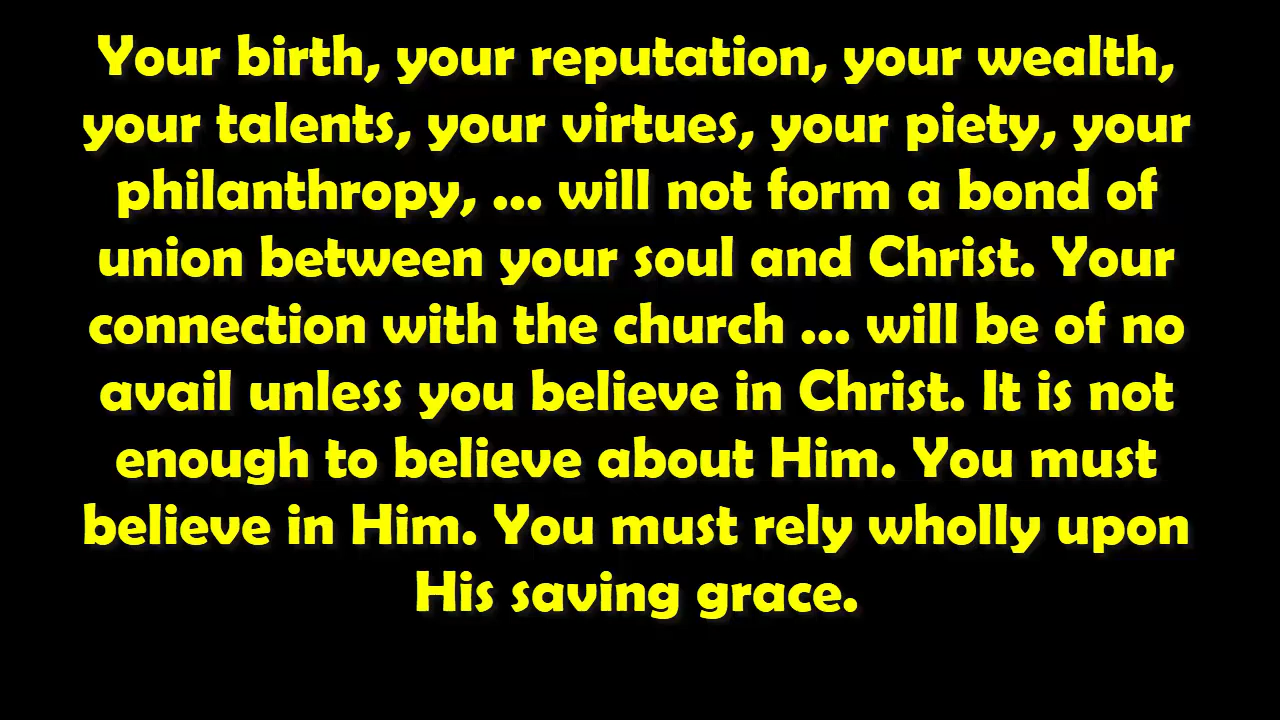 Your birth, your reputation, your wealth,
your talents, your virtues, your piety, your
philanthropy, ... will not form a bond of
union between your soul and Christ. Your
connection with the church ... will be of no
avail unless you believe in Christ. It is not
enough to believe about Him. You must
believe in Him. You must rely wholly upon
His saving grace.